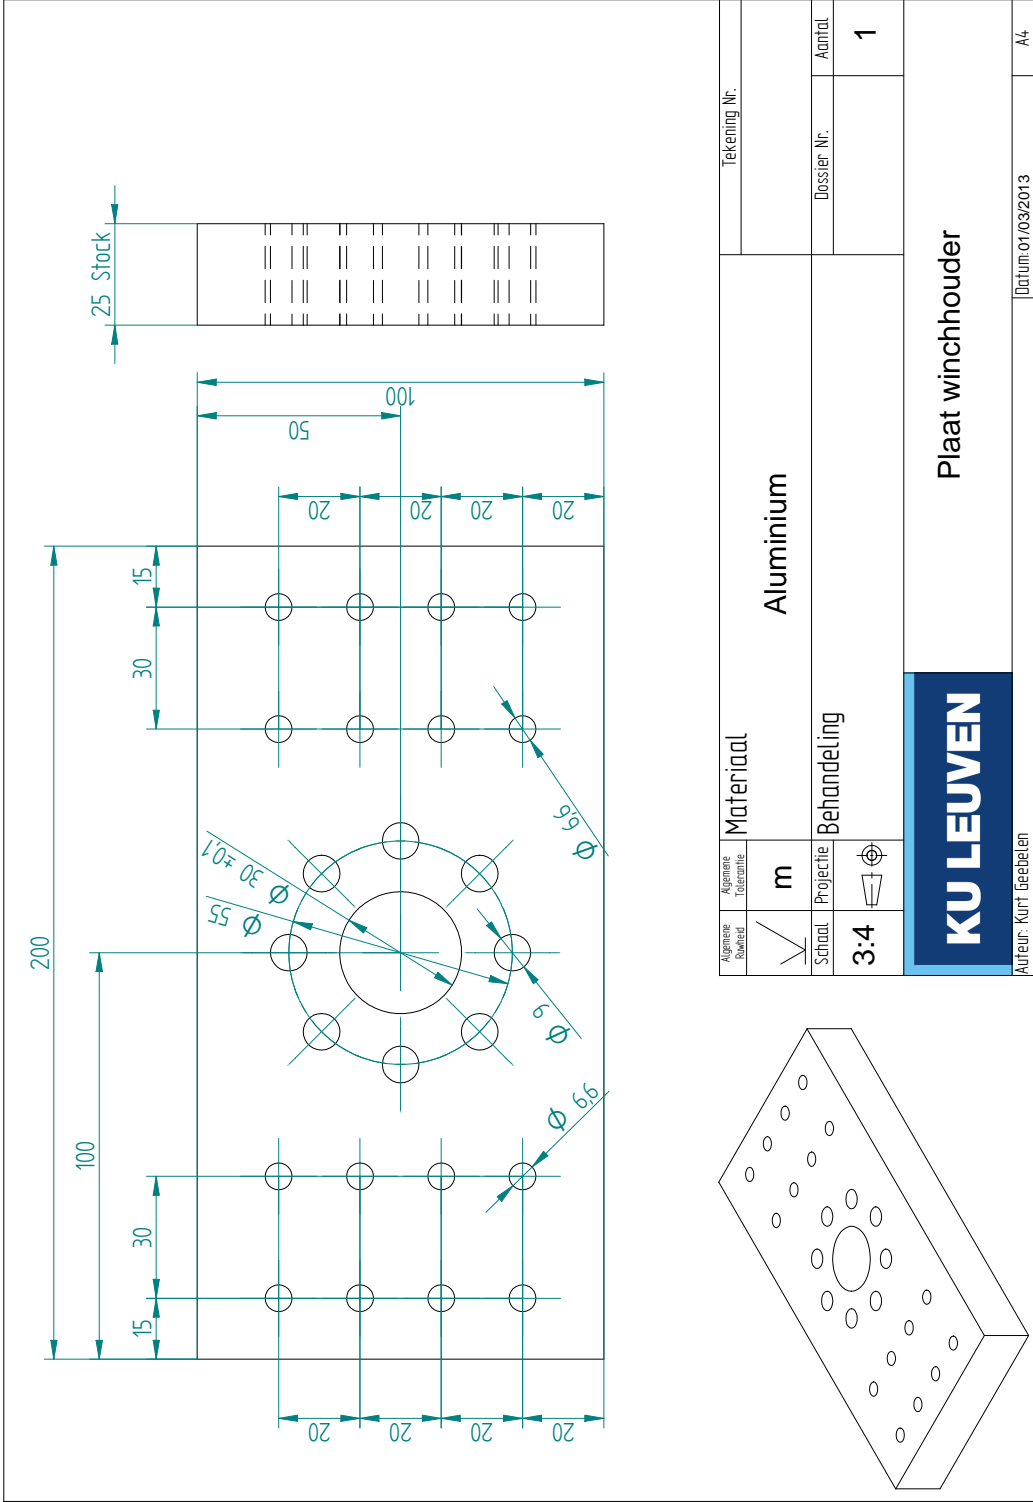 200
100
15
30
30
15
20
20
20
20
20
20
20
20
50
100
25 Stock
Ø 55
Ø 30 ±0,1
Ø 9
Ø 6,6
Ø 6,6
Algemene Ruwheid
Algemene Tolerantie
m
Materiaal
Aluminium
Tekening Nr.
Schaal
3:4
Projectie
Behandeling
Dossier Nr.
Aantal
1
KU LEUVEN
Plaat winchhouder
Auteur: Kurt Geebelen
Datum:01/03/2013
A4